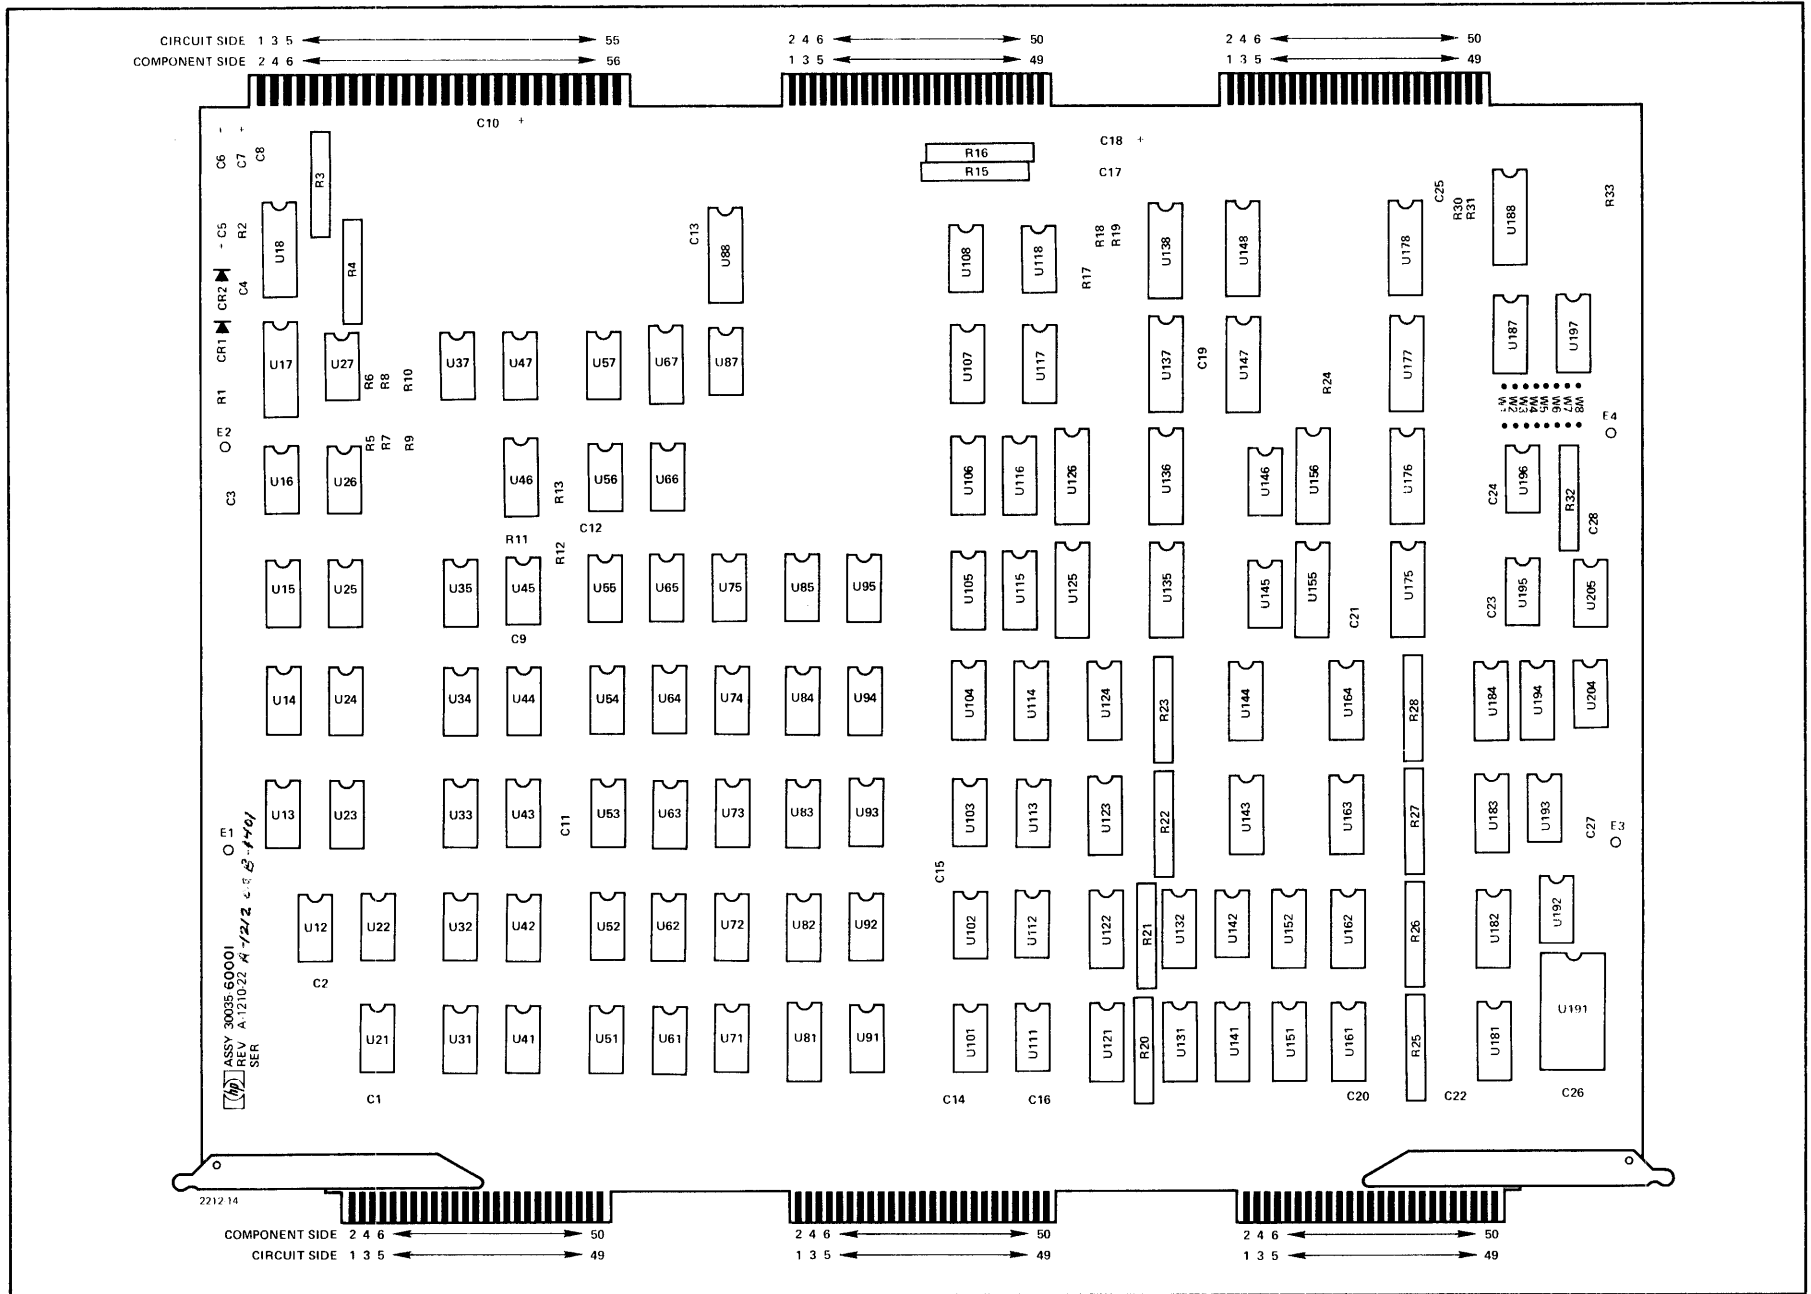 CIRCUIT SIDE 1 3 5 55 2 4 6 50 2 4 6 50
COMPONENT SIDE 2 4 6 56 1 3 5 49 1 3 5 49
C10 +
- +
C6 C7 C8
R3
R16
R15
C18 +
C17
C25
R30
R31
U188
R33
- C5 R2
U18
R4
C13
U88
U108
U118
R18
R19
R17
U138
U148
U178
CR2
C4
CR1
R1
U17
U27
R6
R8
R10
U37
U47
U57
U67
U87
U107
U117
U137
C19
U147
R24
U177
U187
U197
W1 W2 W3 W4 W5 W6 W7 W8
E4
E2
R5
R7
R9
C3
U16
U26
U46
R13
U56
U66
U106
U116
U126
U136
U146
U156
U176
C24
U196
R32
C28
R11
C12
R12
U15
U25
U35
U45
U55
U65
U75
U85
U95
U105
U115
U125
U135
U145
U155
C21
U175
C23
U195
U205
C9
U14
U24
U34
U44
U54
U64
U74
U84
U94
U104
U114
U124
R23
U144
U164
R28
U184
U194
U204
E1
U13
U23
U33
U43
C11
U53
U63
U73
U83
U93
U103
U113
U123
R22
U143
U163
R27
U183
U193
C27
E3
C15
U12
U22
U32
U42
U52
U62
U72
U82
U92
U102
U112
U122
R21
U132
U142
U152
U162
R26
U182
U192
C2
U21
U31
U41
U51
U61
U71
U81
U91
U101
U111
U121
R20
U131
U141
U151
U161
R25
U181
U191
C1
C14
C16
C20
C22
C26
hp
ASSY 30035-60001
REV A-1210-22 A-1212
SER
2212-14
COMPONENT SIDE 2 4 6 50 2 4 6 50 2 4 6 50
CIRCUIT SIDE 1 3 5 49 1 3 5 49 1 3 5 49